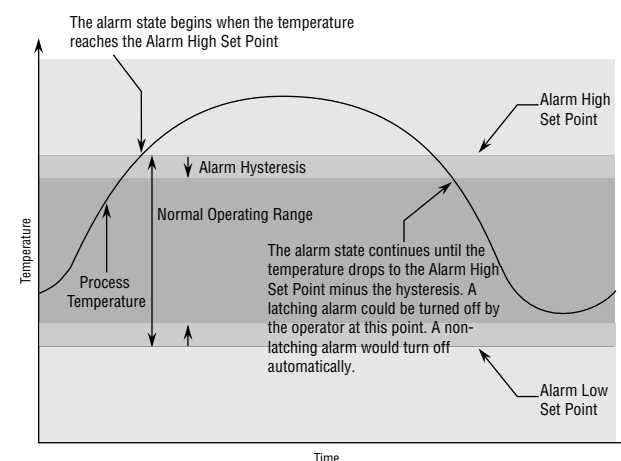 The alarm state begins when the temperature
reaches the Alarm High Set Point
Alarm High
Set Point
Alarm Hysteresis
Normal Operating Range
Temperature
Process
Temperature
The alarm state continues until the
temperature drops to the Alarm High
Set Point minus the hysteresis. A
latching alarm could be turned off by
the operator at this point. A non-
latching alarm would turn off
automatically.
Alarm Low
Set Point
Time